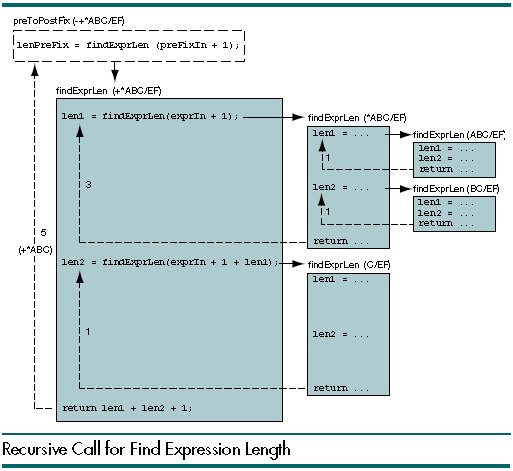 preToPostFix (-+*ABC/EF)
lenPreFix = findExprLen (preFixIn + 1);
findExprLen (+*ABC/EF)
len1 = findExprLen(exprIn + 1);
findExprLen (*ABC/EF)
len1 = ...
findExprLen (ABC/EF)
len1 = ...
len2 = ...
return ...
1
3
len2 = ...
findExprLen (BC/EF)
len1 = ...
len2 = ...
return ...
1
5
(+*ABC)
return ...
len2 = findExprLen(exprIn + 1 + len1);
findExprLen (C/EF)
len1 = ...
1
len2 = ...
return ...
return len1 + len2 + 1;
Recursive Call for Find Expression Length